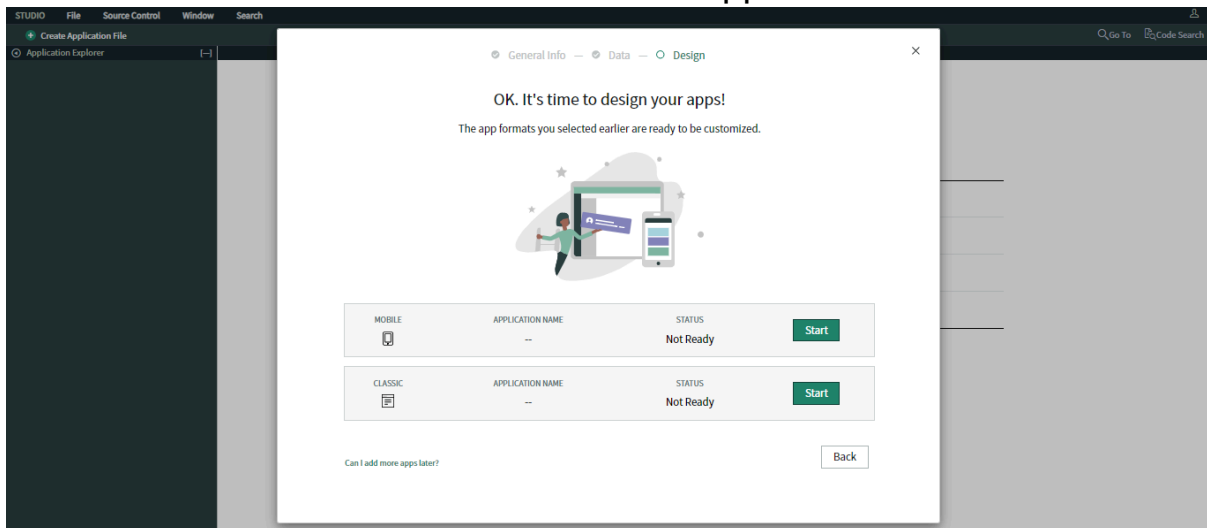 STUDIO File Source Control Window Search
Create Application File
Go To Code Search
Application Explorer [—]
General Info — Data — Design
OK. It's time to design your apps!
The app formats you selected earlier are ready to be customized.
MOBILE APPLICATION NAME STATUS
-- Not Ready Start
CLASSIC APPLICATION NAME STATUS
-- Not Ready Start
Can I add more apps later? Back